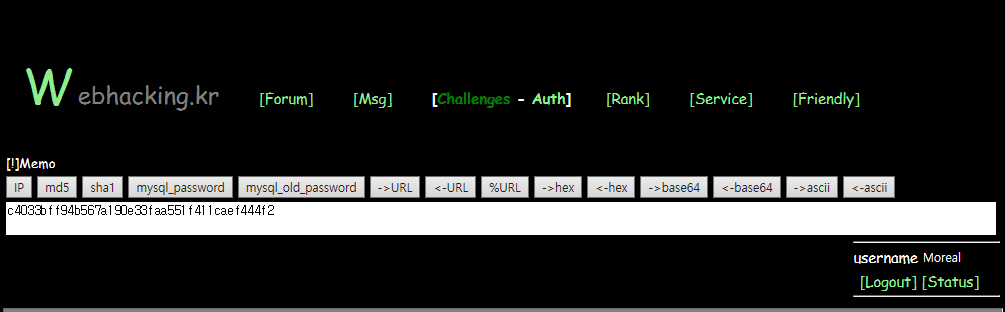 Webhacking.kr [Forum] [Msg] [Challenges - Auth] [Rank] [Service] [Friendly]
[!]Memo
IP md5 sha1 mysql_password mysql_old_password ->URL <-URL %URL ->hex <-hex ->base64 <-base64 ->ascii <-ascii
c4033bff94b567a190e33faa551f411caef444f2
username Moreal
[Logout] [Status]